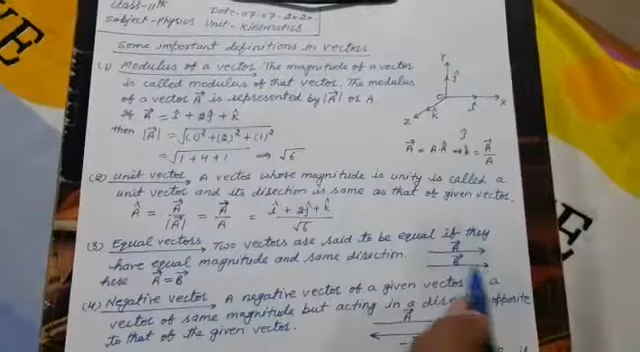 Class-11th
Date-07-07-2020
Subject-Physics Unit-kinematics
Some important definitions in vectors
(1) Modulus of a vector The magnitude of a vector
is called modulus of that vector. The modulus
of a vector A⃗ is represented by |A⃗| or A
If A⃗ = î + 2ĵ + k̂
then |A⃗| = √(1)² + (2)² + (1)²
= √1+4+1 → √6
Y
ĵ
O
X
î
k̂
Z
A⃗ = A·Â → Â = A⃗/A
(2) unit vector → A vector whose magnitude is unity is called a
unit vector and its direction is same as that of given vector.
Â = A⃗/|A⃗| = A⃗/A = î + 2ĵ + k̂/√6
(3) Equal vectors → Two vectors are said to be equal if they
have equal magnitude and same direction.
here A⃗ = B⃗
A⃗
B⃗
(4) Negative vector → A negative vector of a given vector a
vector of same magnitude but acting in a opposite
to that of the given vector.
A⃗